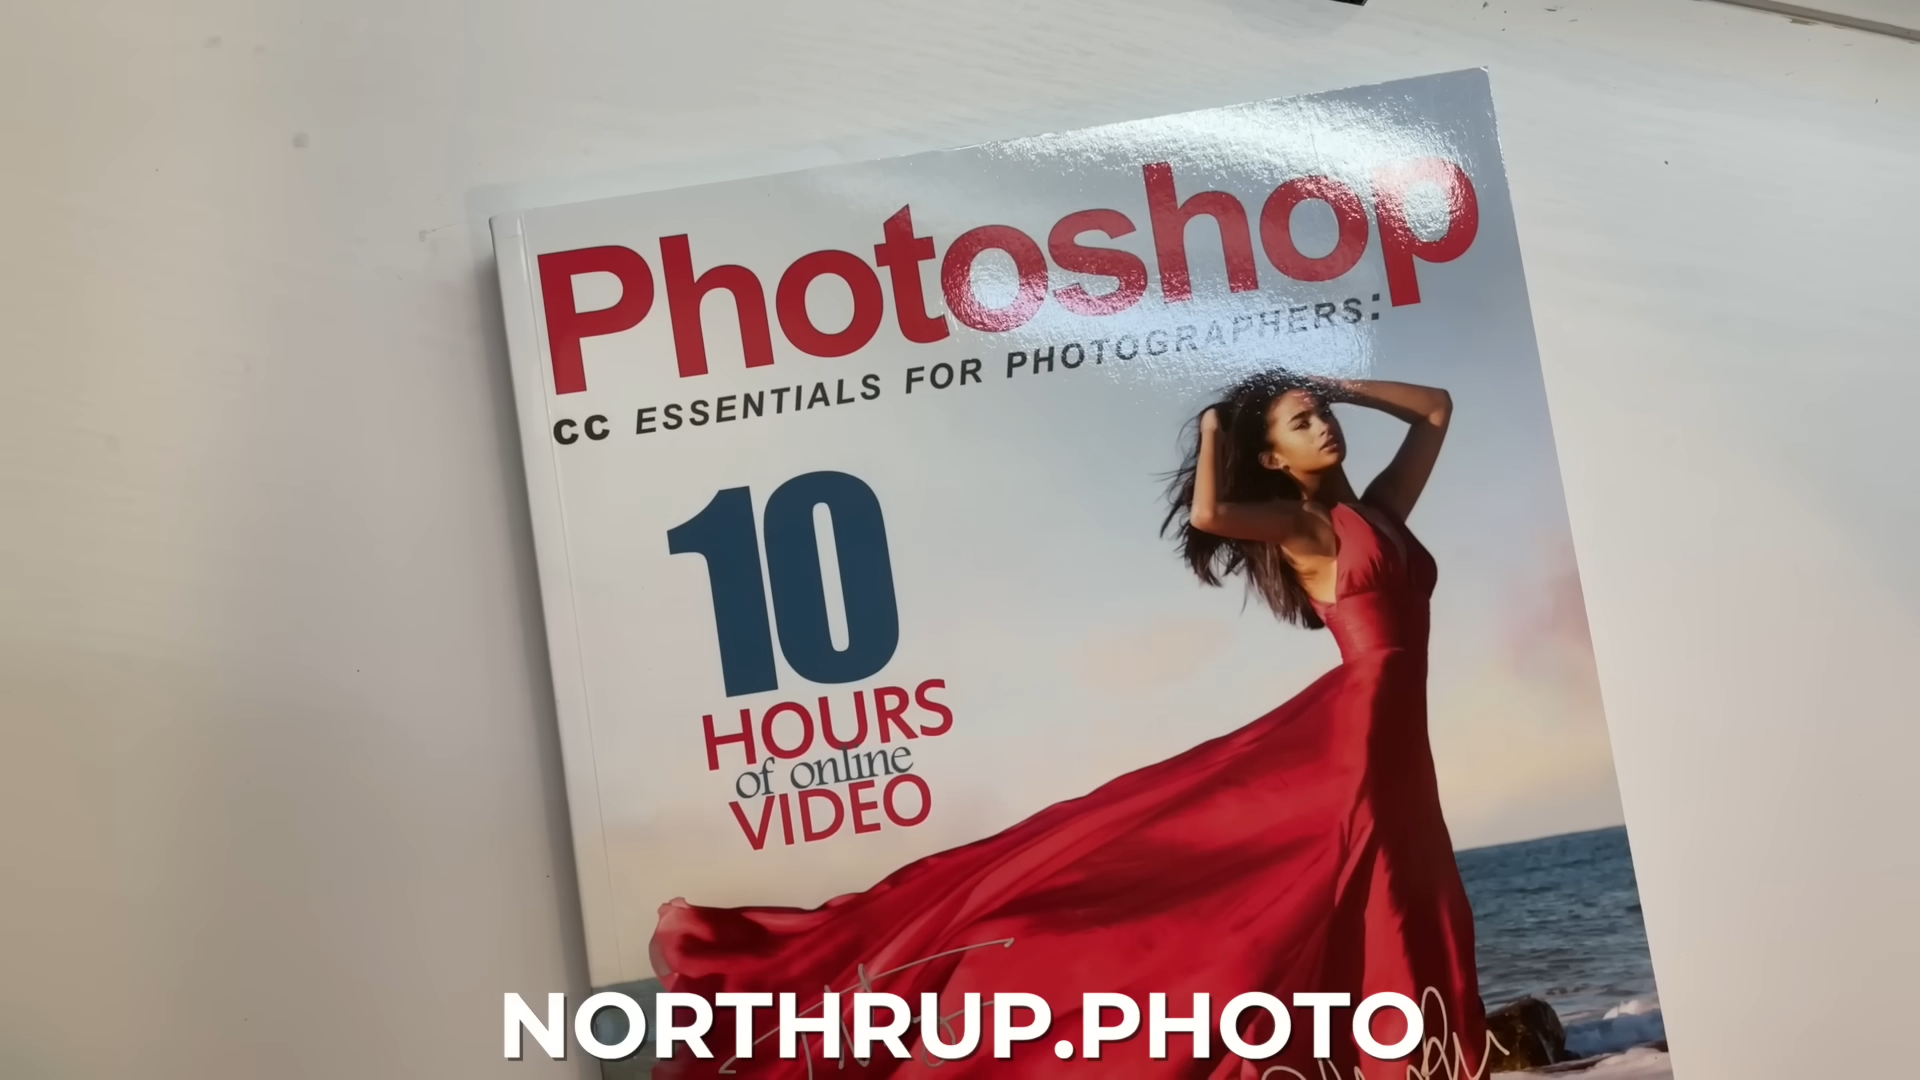 Photoshop
CC ESSENTIALS FOR PHOTOGRAPHERS:
10
HOURS
of online
VIDEO
NORTHRUP.PHOTO